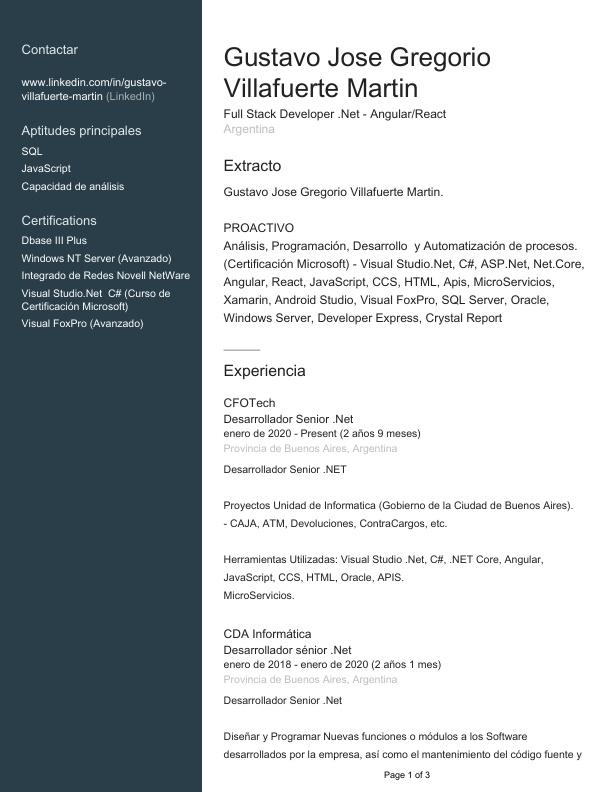 Contactar
www.linkedin.com/in/gustavo-
villafuerte-martin (LinkedIn)
Aptitudes principales
SQL
JavaScript
Capacidad de análisis
Certifications
Dbase III Plus
Windows NT Server (Avanzado)
Integrado de Redes Novell NetWare
Visual Studio.Net  C# (Curso de
Certificación Microsoft)
Visual FoxPro (Avanzado)
Gustavo Jose Gregorio
Villafuerte Martin
Full Stack Developer .Net - Angular/React
Argentina
Extracto
Gustavo Jose Gregorio Villafuerte Martin.
PROACTIVO
Análisis, Programación, Desarrollo  y Automatización de procesos.
(Certificación Microsoft) - Visual Studio.Net, C#, ASP.Net, Net.Core,
Angular, React, JavaScript, CCS, HTML, Apis, MicroServicios,
Xamarin, Android Studio, Visual FoxPro, SQL Server, Oracle,
Windows Server, Developer Express, Crystal Report
Experiencia
CFOTech
Desarrollador Senior .Net
enero de 2020 - Present (2 años 9 meses)
Provincia de Buenos Aires, Argentina
Desarrollador Senior .NET
Proyectos Unidad de Informatica (Gobierno de la Ciudad de Buenos Aires).
- CAJA, ATM, Devoluciones, ContraCargos, etc.
Herramientas Utilizadas: Visual Studio .Net, C#, .NET Core, Angular,
JavaScript, CCS, HTML, Oracle, APIS.
MicroServicios.
CDA Informática
Desarrollador sénior .Net
enero de 2018 - enero de 2020 (2 años 1 mes)
Provincia de Buenos Aires, Argentina
Desarrollador Senior .Net
Diseñar y Programar Nuevas funciones o módulos a los Software
desarrollados por la empresa, así como el mantenimiento del código fuente y
Page 1 of 3